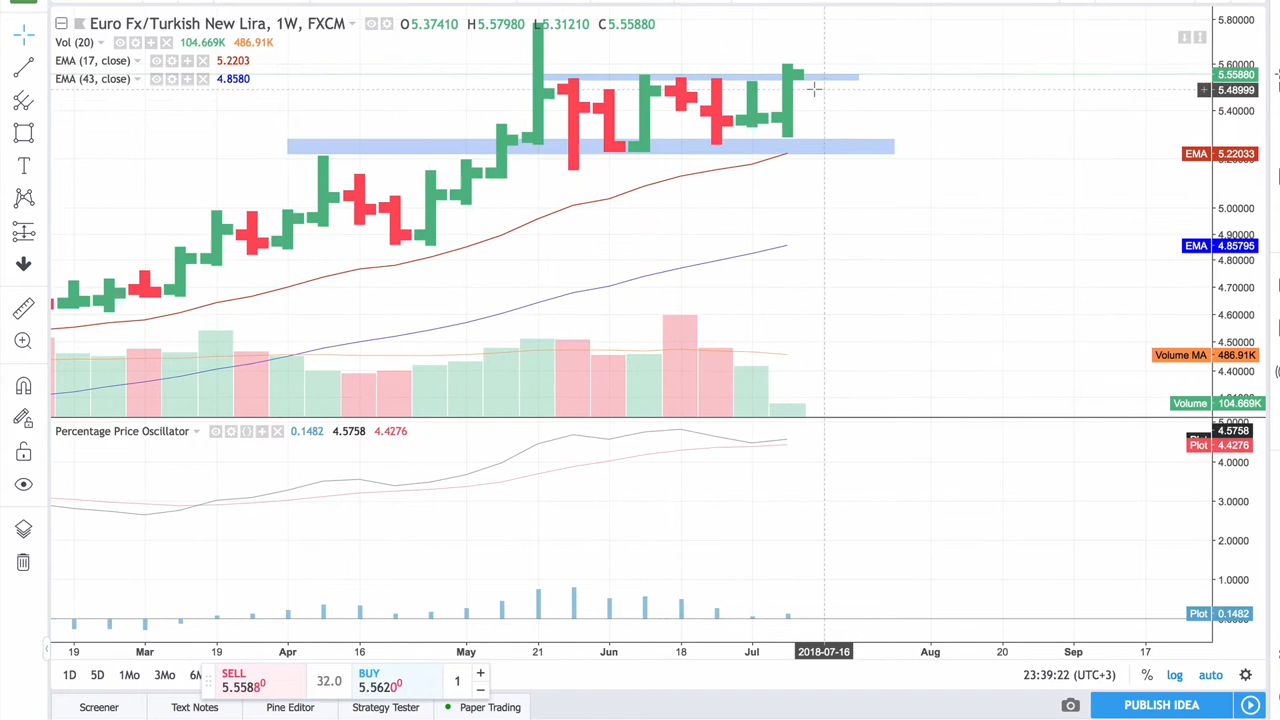 Euro Fx/Turkish New Lira, 1W, FXCM O5.37410 H5.57980 L5.31210 C5.55880
Vol (20) 104.669K 486.91K
EMA (17, close) 5.2203
EMA (43, close) 4.8580
5.80000
5.60000
5.55880
5.48999
5.40000
EMA 5.22033
5.00000
4.90000
EMA 4.85795
4.80000
4.70000
4.60000
4.50000
Volume MA 486.91K
4.40000
Volume 104.669K
Percentage Price Oscillator 0.1482 4.5758 4.4276
4.5758
Plot 4.4276
4.0000
3.0000
2.0000
1.0000
Plot 0.1482
19 Mar 19 Apr 16 May 21 Jun 18 Jul 2018-07-16 Aug Sep 17
1D 5D 1Mo 3Mo 6M
SELL 5.55880
32.0
BUY 5.56200
1
23:39:22 (UTC+3) % log auto
Screener Text Notes Pine Editor Strategy Tester Paper Trading
PUBLISH IDEA